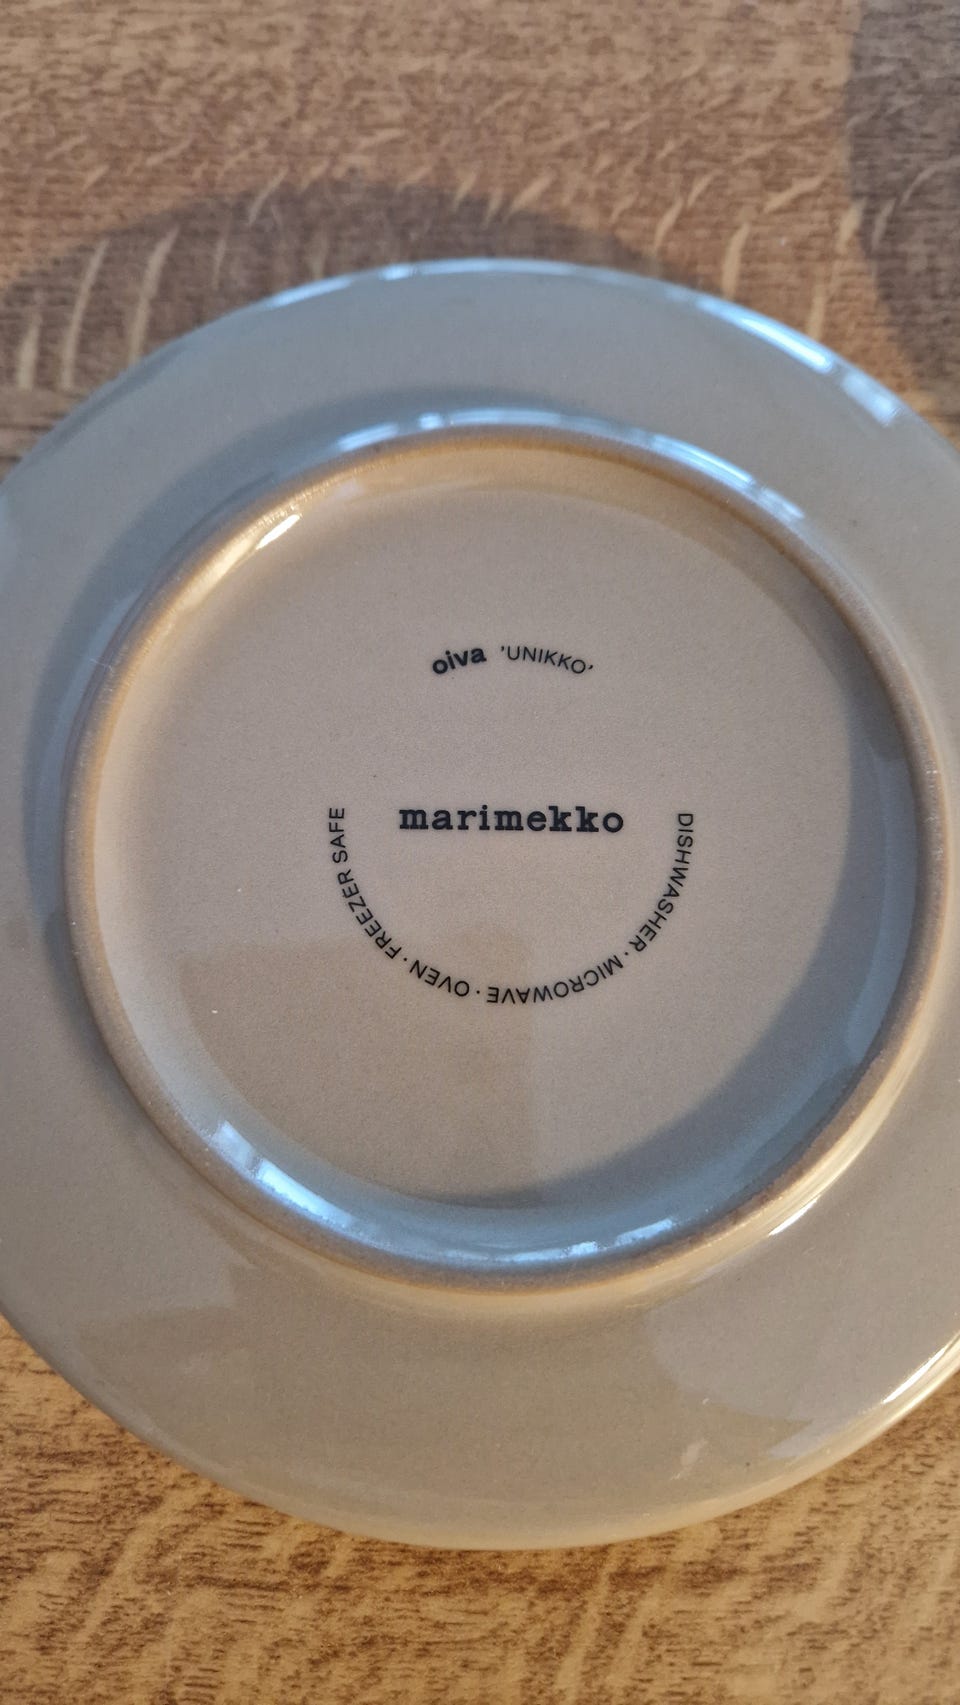 oiva 'UNIKKO'
marimekko
DISHWASHER · MICROWAVE · OVEN · FREEZER SAFE